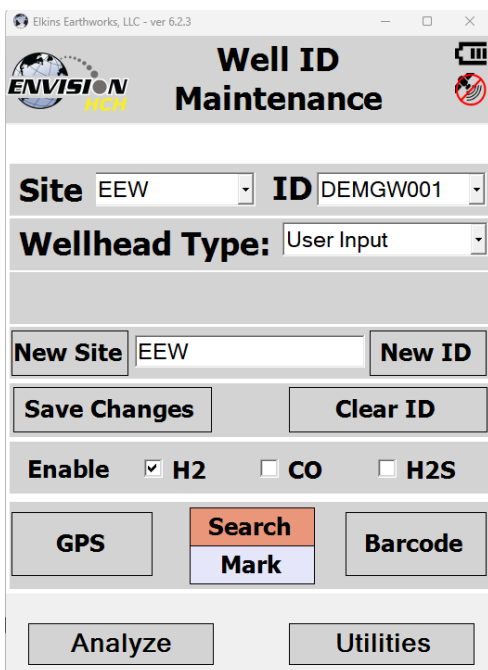 Elkins Earthworks, LLC - ver 6.2.3
Well ID
Maintenance
ENVISION
HCH
Site EEW ID DEMGW001
Wellhead Type: User Input
New Site EEW New ID
Save Changes Clear ID
Enable H2 CO H2S
GPS Search Barcode
Mark
Analyze Utilities